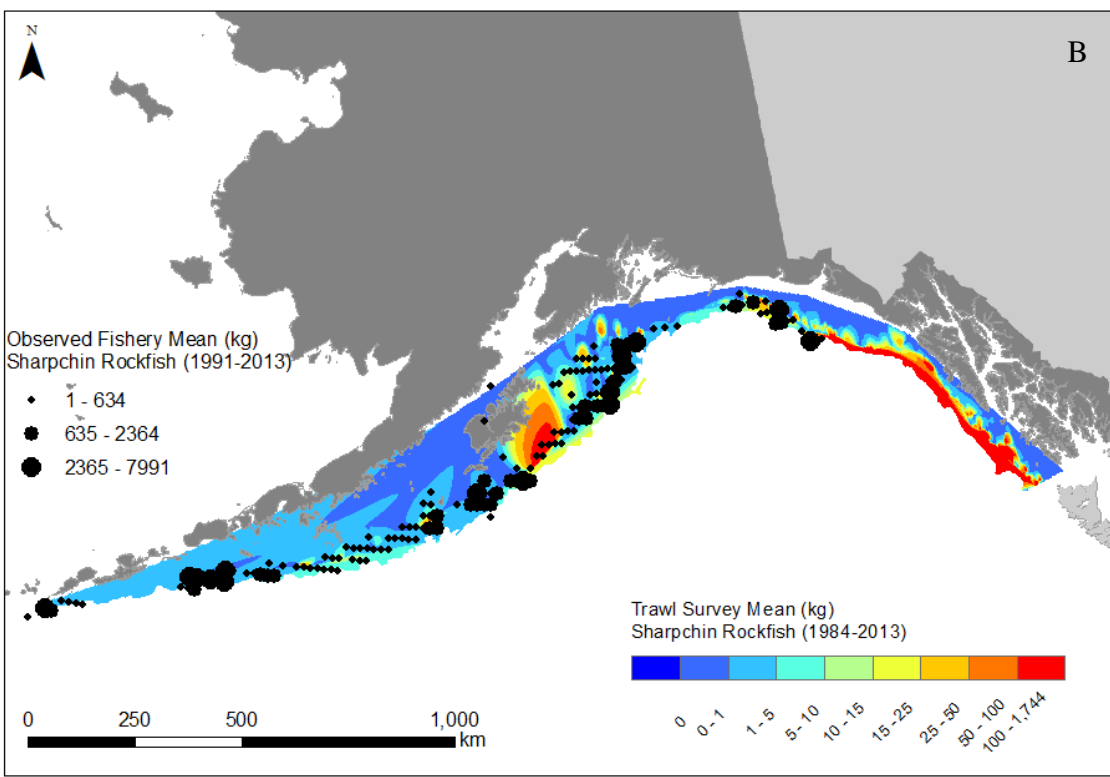 N
B
Observed Fishery Mean (kg)
Sharpchin Rockfish (1991-2013)
1 - 634
635 - 2364
2365 - 7991
Trawl Survey Mean (kg)
Sharpchin Rockfish (1984-2013)
0
0 - 1
1 - 5
5 - 10
10 - 15
15 - 25
25 - 50
50 - 100
100 - 1,744
0 250 500 1,000
km